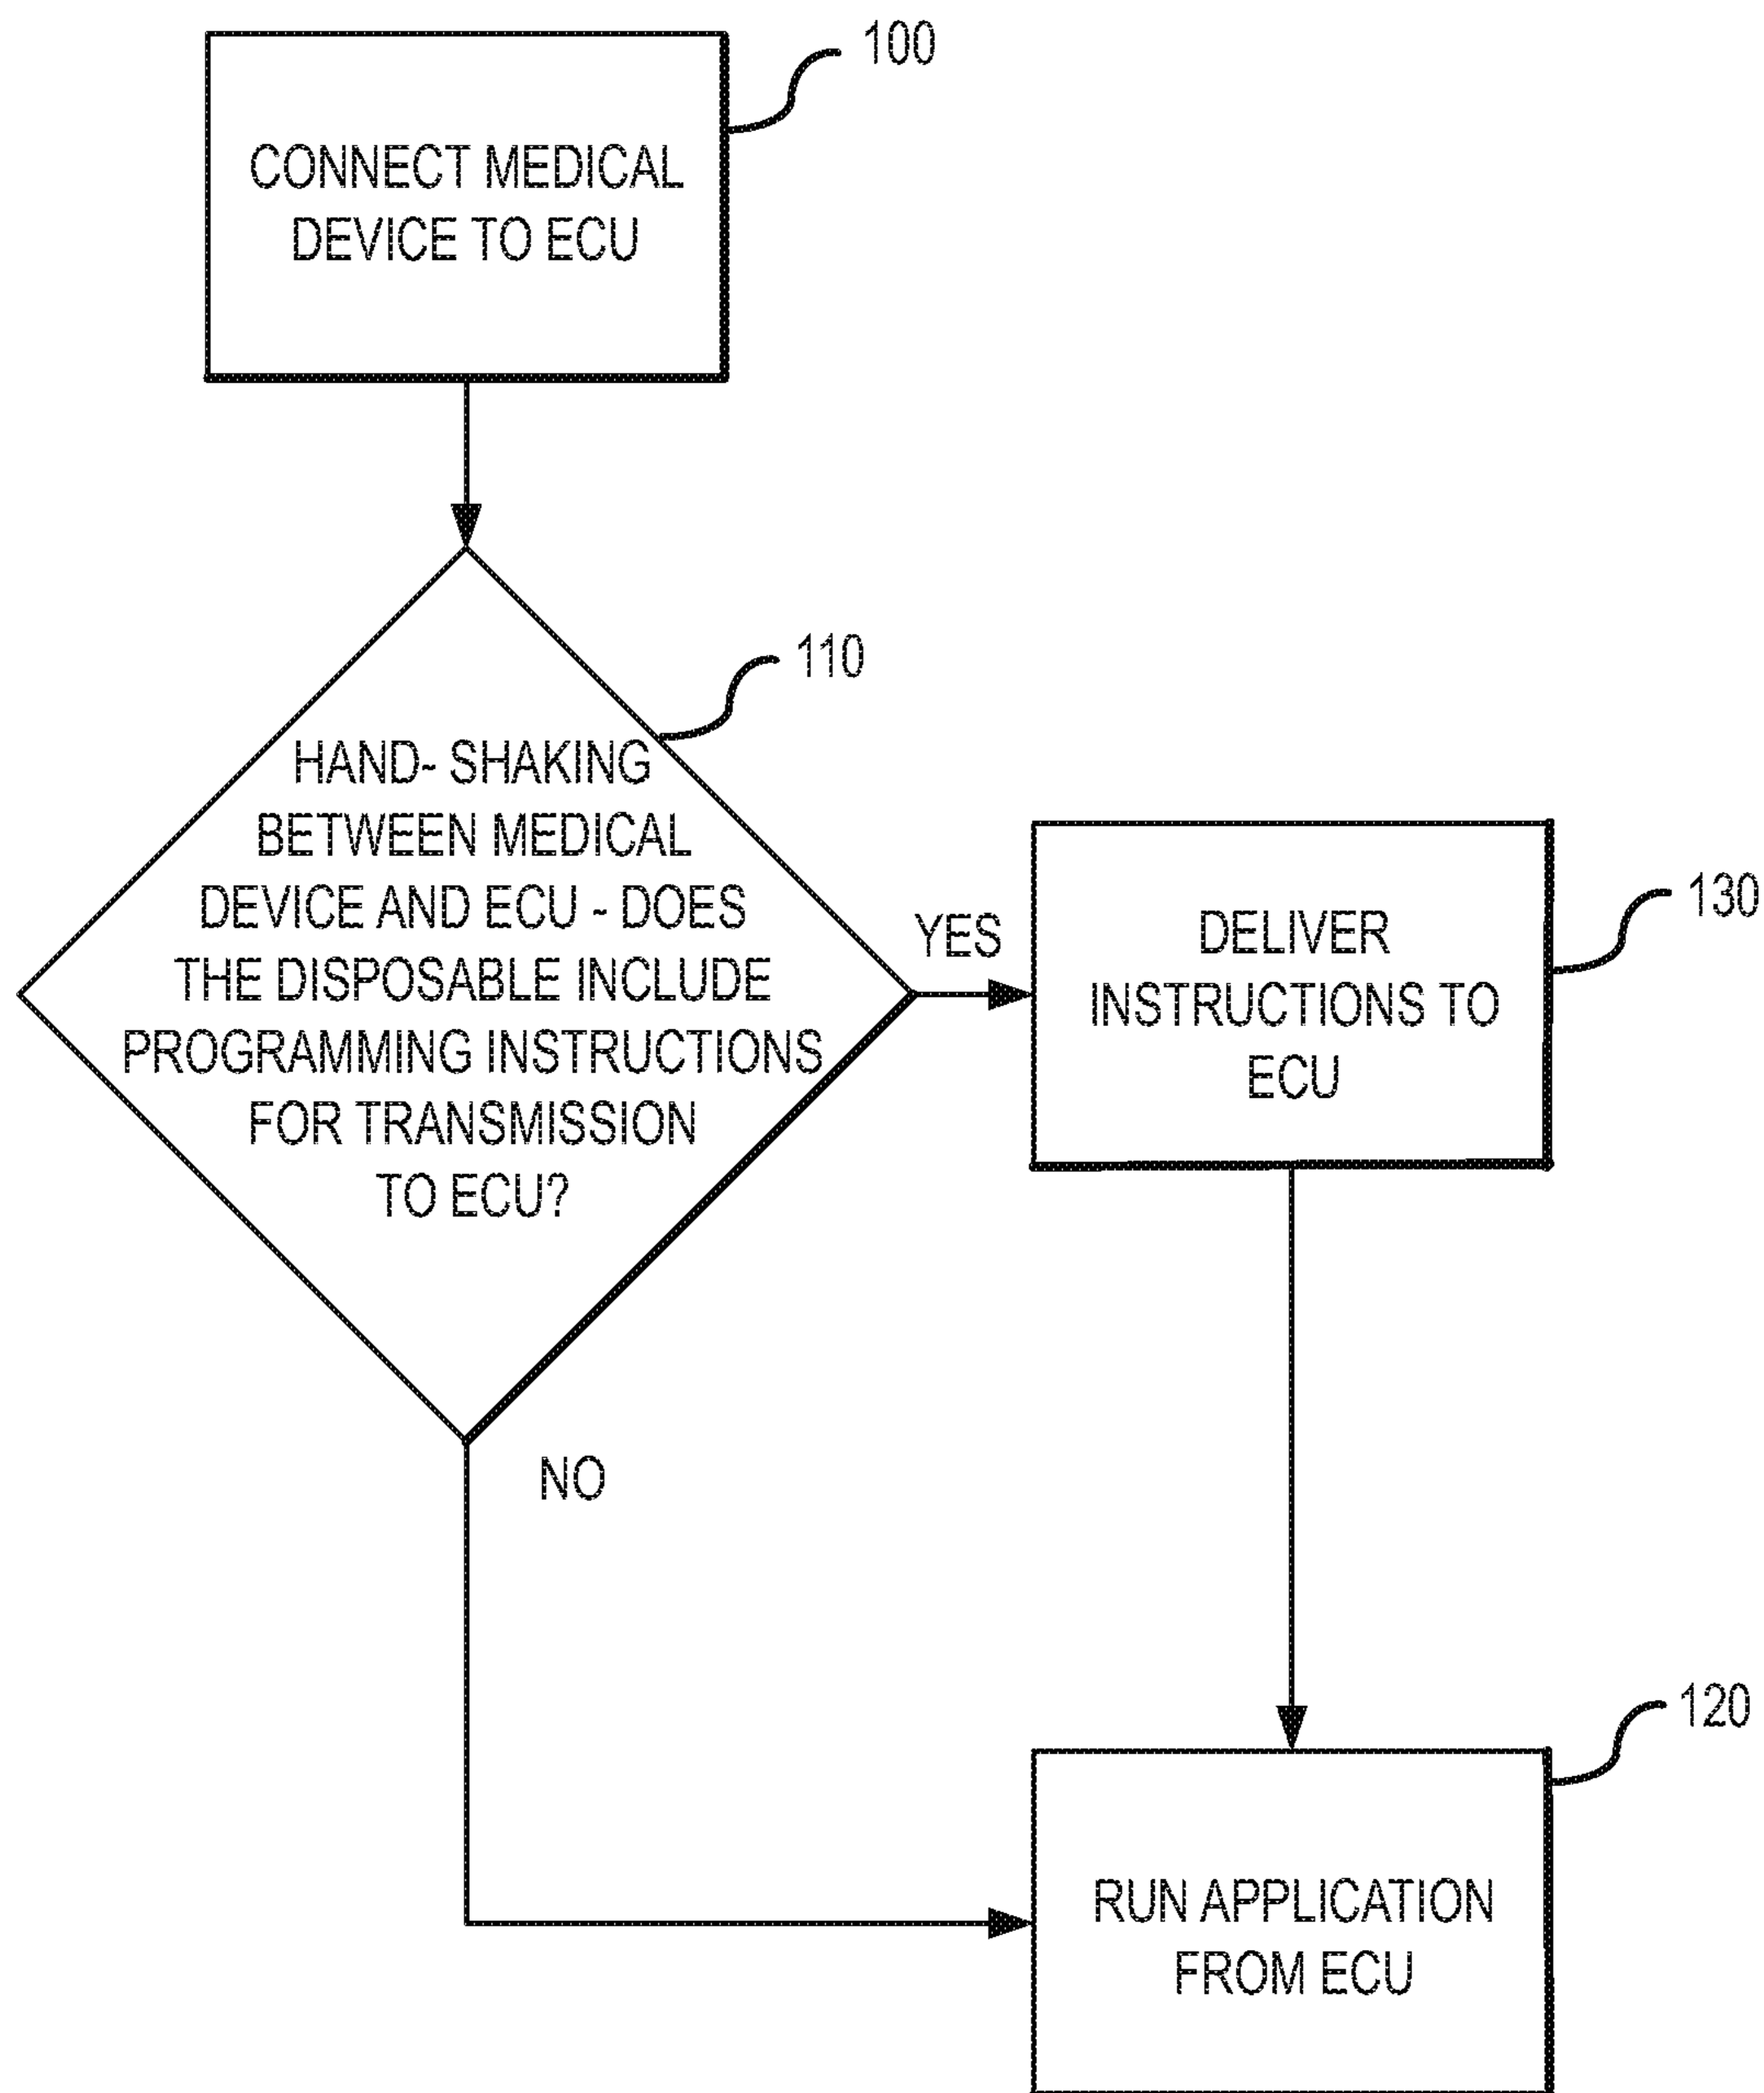 100
CONNECT MEDICAL
DEVICE TO ECU
110
HAND- SHAKING
BETWEEN MEDICAL
DEVICE AND ECU - DOES
THE DISPOSABLE INCLUDE
PROGRAMMING INSTRUCTIONS
FOR TRANSMISSION
TO ECU?
YES
130
DELIVER
INSTRUCTIONS TO
ECU
NO
120
RUN APPLICATION
FROM ECU